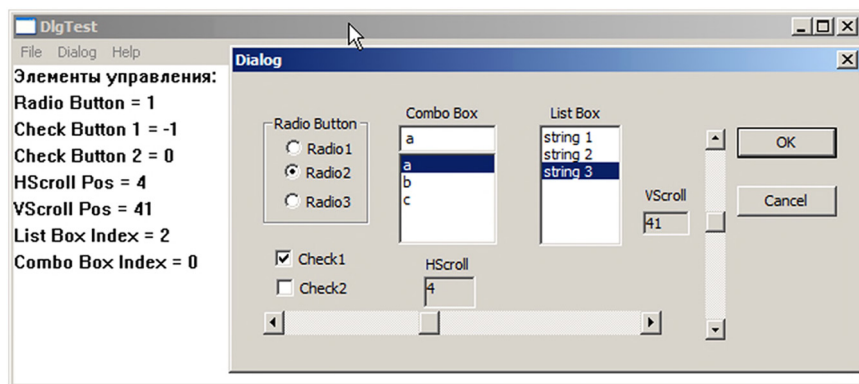 DlgTest
File Dialog Help
Элементы управления:
Radio Button = 1
Check Button 1 = -1
Check Button 2 = 0
HScroll Pos = 4
VScroll Pos = 41
List Box Index = 2
Combo Box Index = 0
Dialog
Radio Button
Radio1
Radio2
Radio3
Combo Box
a
a
b
c
List Box
string 1
string 2
string 3
VScroll
41
OK
Cancel
Check1
Check2
HScroll
4